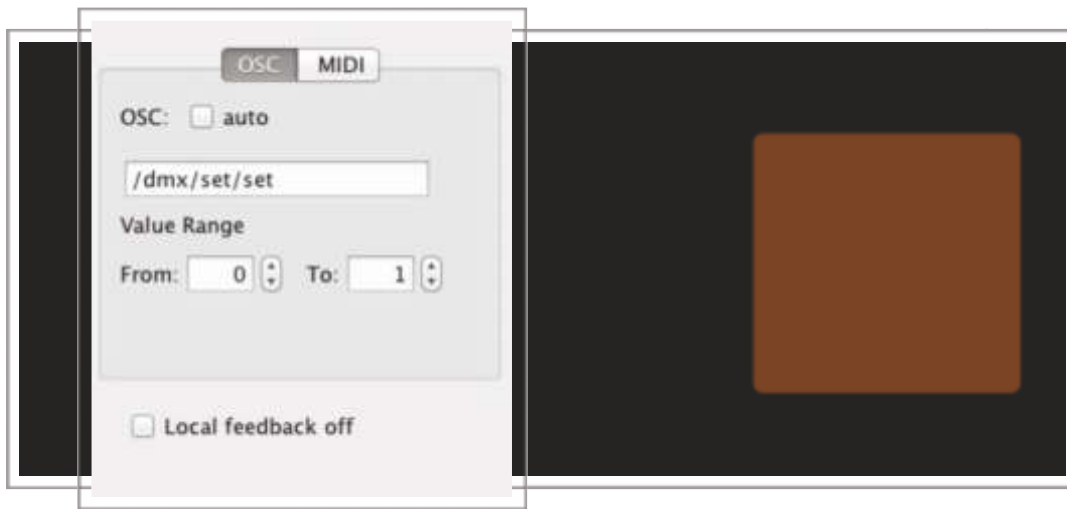 OSC MIDI
OSC: auto
/dmx/set/set
Value Range
From: 0 To: 1
Local feedback off